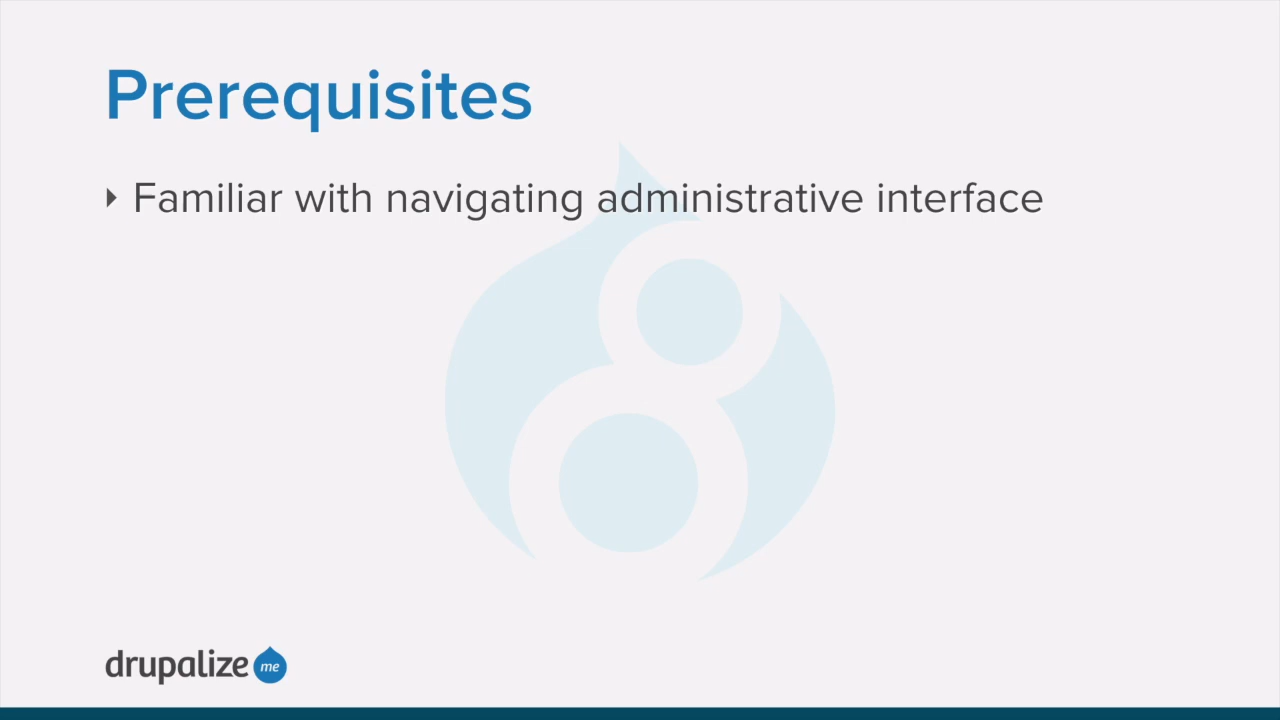 Prerequisites
Familiar with navigating administrative interface
drupalize me